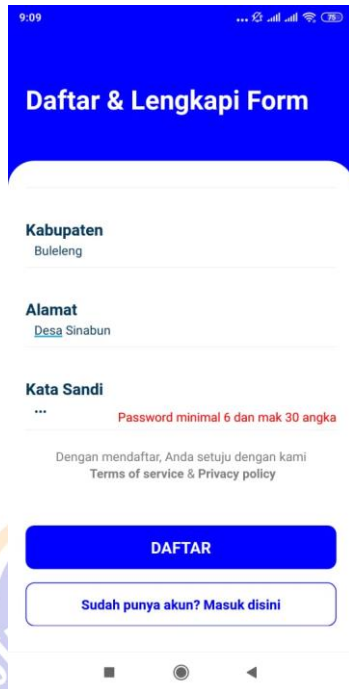 9:09
... 75
Daftar & Lengkapi Form
Kabupaten
Buleleng
Alamat
Desa Sinabun
Kata Sandi
...
Password minimal 6 dan mak 30 angka
Dengan mendaftar, Anda setuju dengan kami
Terms of service & Privacy policy
DAFTAR
Sudah punya akun? Masuk disini